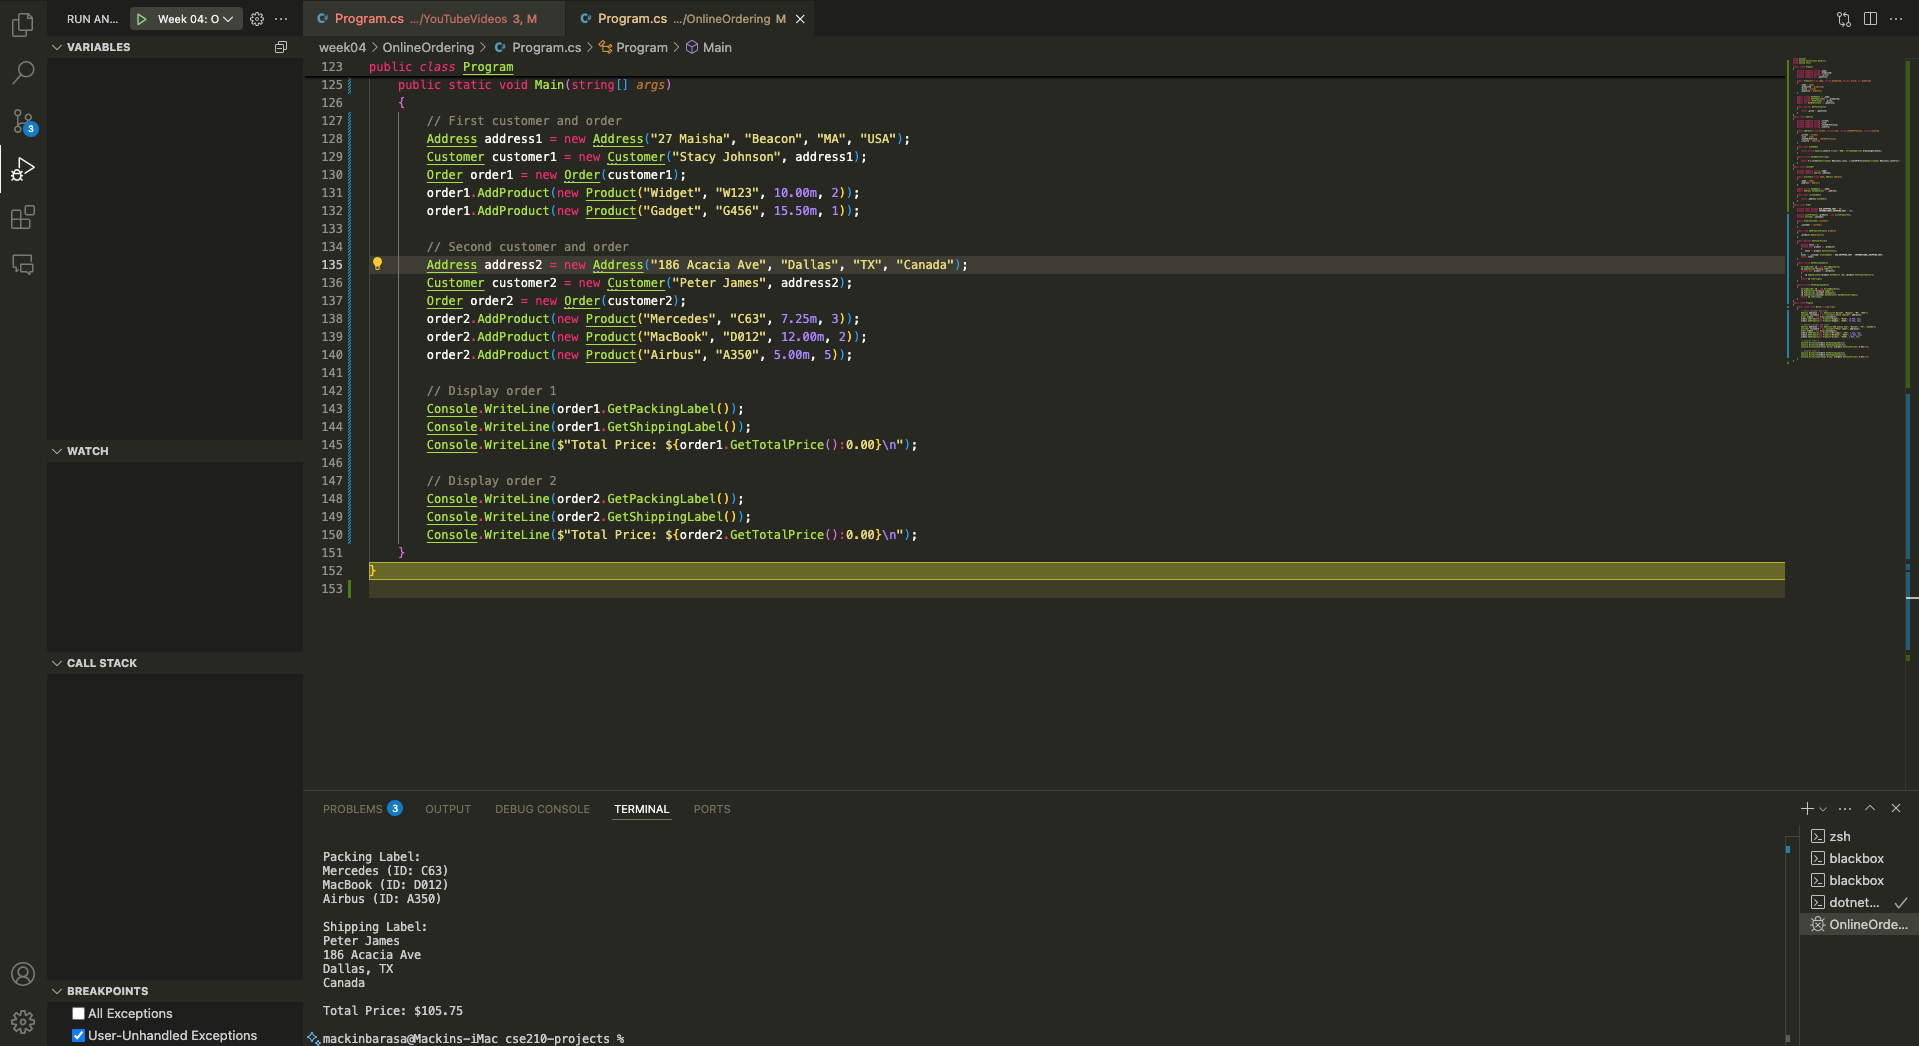 RUN AN... Week 04: O
VARIABLES
WATCH
CALL STACK
BREAKPOINTS
All Exceptions
User-Unhandled Exceptions
3
Program.cs .../YouTubeVideos 3, M
Program.cs .../OnlineOrdering M
week04 > OnlineOrdering > Program.cs > Program > Main
123 public class Program
125 public static void Main(string[] args)
126 {
127 // First customer and order
128 Address address1 = new Address("27 Maisha", "Beacon", "MA", "USA");
129 Customer customer1 = new Customer("Stacy Johnson", address1);
130 Order order1 = new Order(customer1);
131 order1.AddProduct(new Product("Widget", "W123", 10.00m, 2));
132 order1.AddProduct(new Product("Gadget", "G456", 15.50m, 1));
133
134 // Second customer and order
135 Address address2 = new Address("186 Acacia Ave", "Dallas", "TX", "Canada");
136 Customer customer2 = new Customer("Peter James", address2);
137 Order order2 = new Order(customer2);
138 order2.AddProduct(new Product("Mercedes", "C63", 7.25m, 3));
139 order2.AddProduct(new Product("MacBook", "D012", 12.00m, 2));
140 order2.AddProduct(new Product("Airbus", "A350", 5.00m, 5));
141
142 // Display order 1
143 Console.WriteLine(order1.GetPackingLabel());
144 Console.WriteLine(order1.GetShippingLabel());
145 Console.WriteLine($"Total Price: ${order1.GetTotalPrice():0.00}\n");
146
147 // Display order 2
148 Console.WriteLine(order2.GetPackingLabel());
149 Console.WriteLine(order2.GetShippingLabel());
150 Console.WriteLine($"Total Price: ${order2.GetTotalPrice():0.00}\n");
151 }
152 }
153
PROBLEMS 3 OUTPUT DEBUG CONSOLE TERMINAL PORTS
Packing Label:
Mercedes (ID: C63)
MacBook (ID: D012)
Airbus (ID: A350)
Shipping Label:
Peter James
186 Acacia Ave
Dallas, TX
Canada
Total Price: $105.75
mackinbarasa@Mackins-iMac cse210-projects %
zsh
blackbox
blackbox
dotnet...
OnlineOrde...